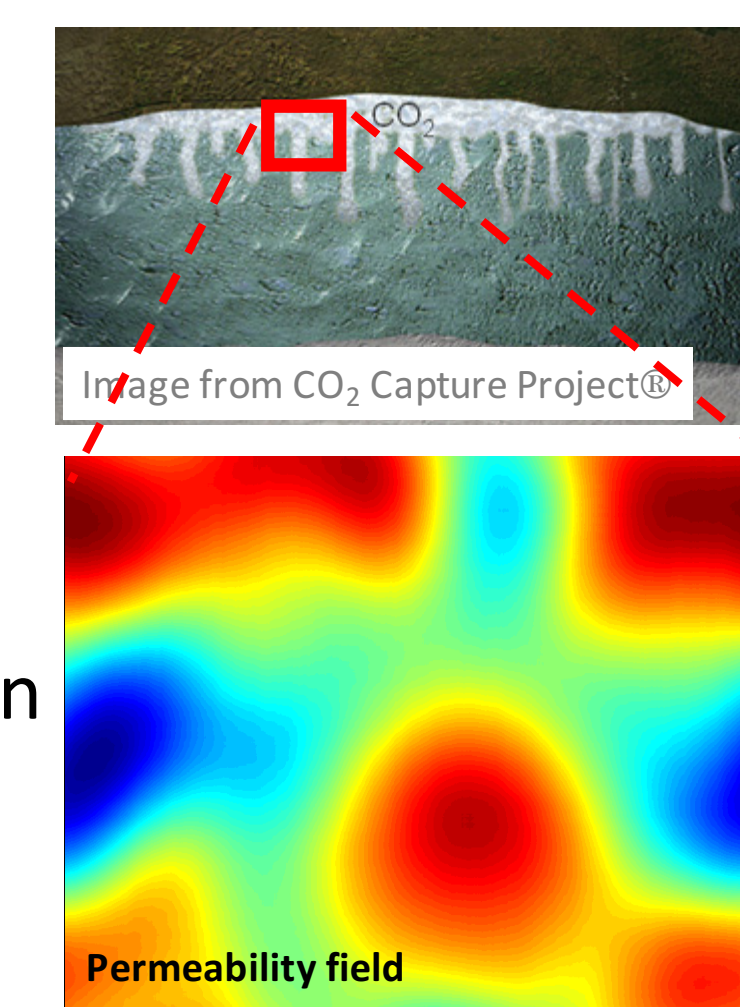 CO₂
Image from CO₂ Capture Project®
n
Permeability field